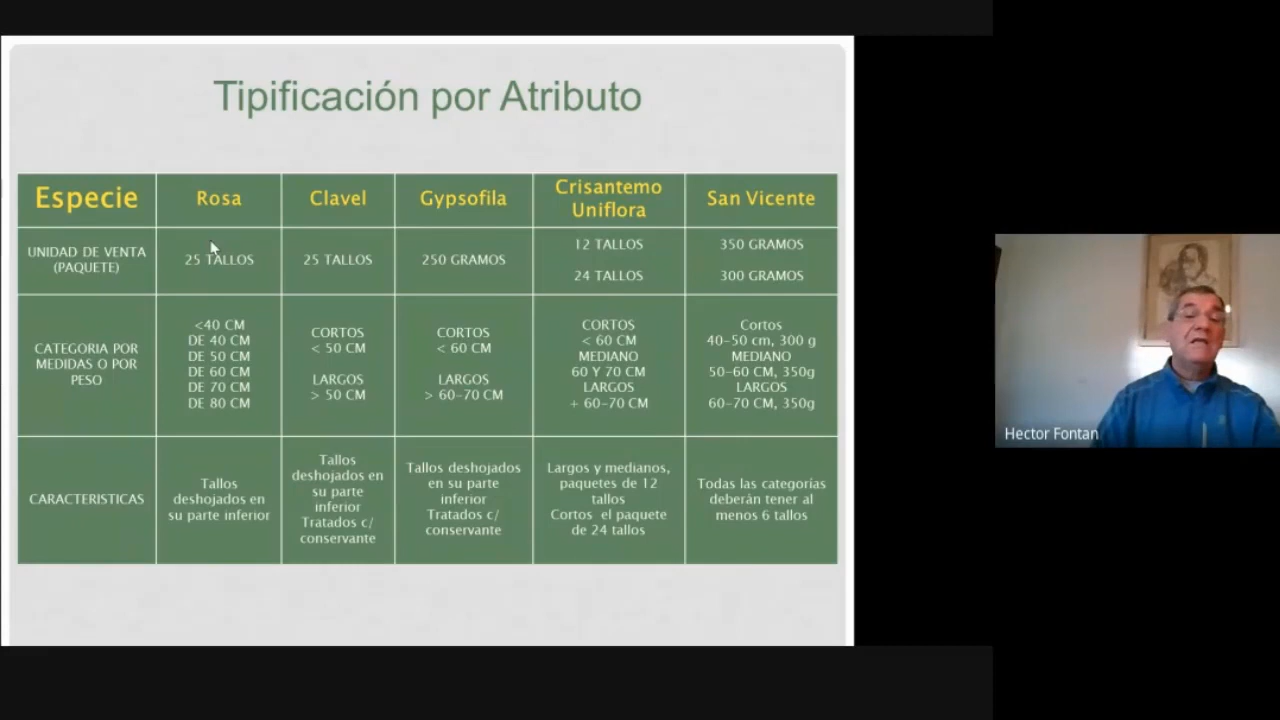 Tipificación por Atributo
Especie
Rosa
Clavel
Gypsofila
Crisantemo
Uniflora
San Vicente
UNIDAD DE VENTA
(PAQUETE)
25 TALLOS
25 TALLOS
250 GRAMOS
12 TALLOS
24 TALLOS
350 GRAMOS
300 GRAMOS
CATEGORIA POR
MEDIDAS O POR
PESO
<40 CM
DE 40 CM
DE 50 CM
DE 60 CM
DE 70 CM
DE 80 CM
CORTOS
< 50 CM
LARGOS
> 50 CM
CORTOS
< 60 CM
LARGOS
> 60-70 CM
CORTOS
< 60 CM
MEDIANO
60 Y 70 CM
LARGOS
+ 60-70 CM
Cortos
40-50 cm, 300 g
MEDIANO
50-60 CM, 350g
LARGOS
60-70 CM, 350g
CARACTERISTICAS
Tallos
deshojados en
su parte inferior
Tallos
deshojados en
su parte
inferior
Tratados c/
conservante
Tallos deshojados
en su parte
inferior
Tratados c/
conservante
Largos y medianos,
paquetes de 12
tallos
Cortos el paquete
de 24 tallos
Todas las categorías
deberán tener al
menos 6 tallos
Hector Fontan